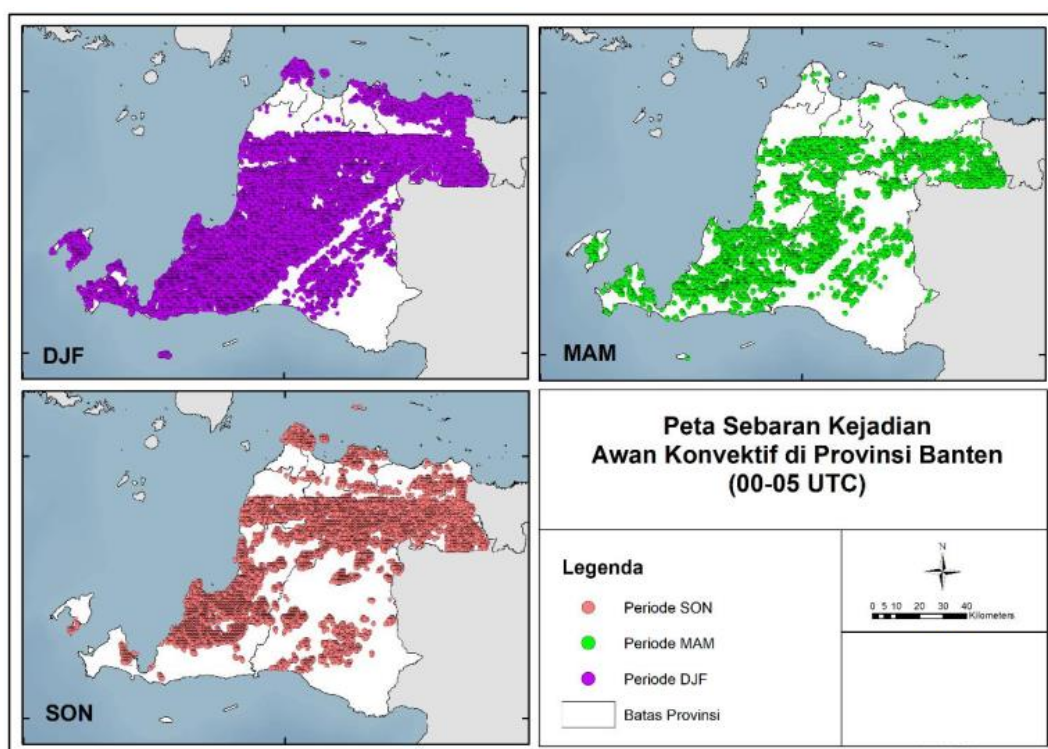 DJF
MAM
SON
Peta Sebaran Kejadian
Awan Konvektif di Provinsi Banten
(00-05 UTC)
Legenda
Periode SON
Periode MAM
Periode DJF
Batas Provinsi
N
0 5 10 20 30 40
Kilometers